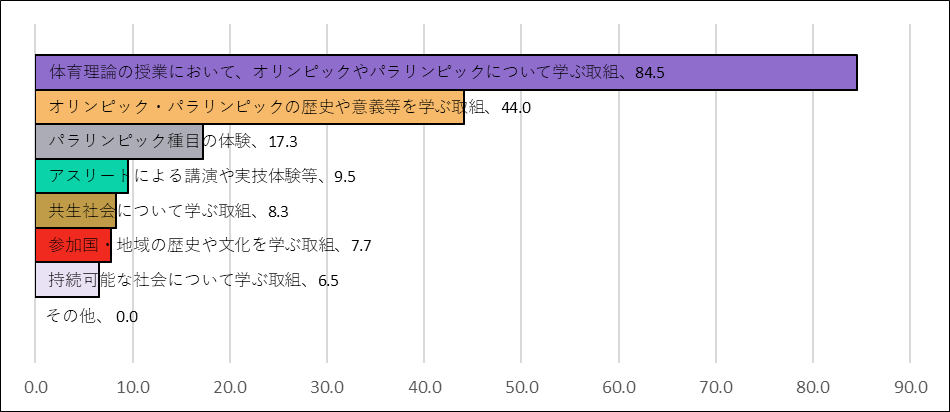 体育理論の授業において、オリンピックやパラリンピックについて学ぶ取組、84.5
オリンピック・パラリンピックの歴史や意義等を学ぶ取組、44.0
パラリンピック種目の体験、17.3
アスリートによる講演や実技体験等、9.5
共生社会について学ぶ取組、8.3
参加国・地域の歴史や文化を学ぶ取組、7.7
持続可能な社会について学ぶ取組、6.5
その他、 0.0
0.0 10.0 20.0 30.0 40.0 50.0 60.0 70.0 80.0 90.0